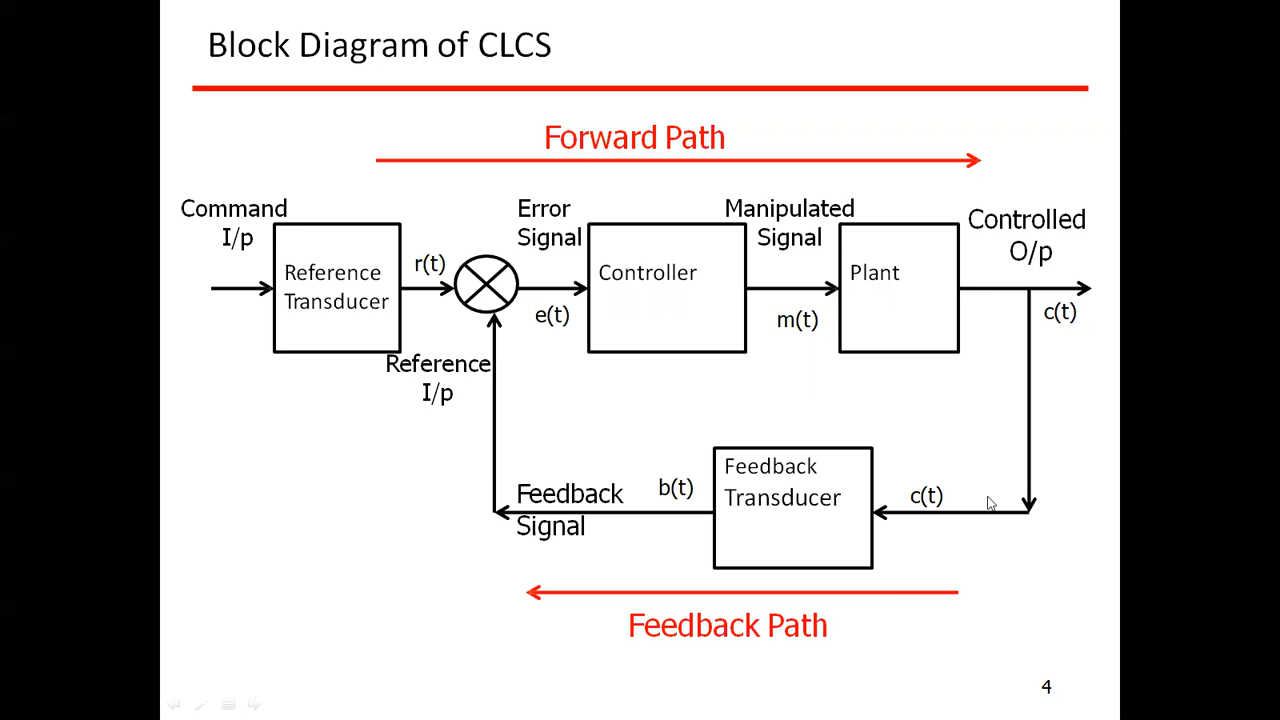 Block Diagram of CLCS
Forward Path
Command
I/p
Reference
Transducer
r(t)
Error
Signal
e(t)
Controller
Manipulated
Signal
m(t)
Plant
Controlled
O/p
c(t)
Reference
I/p
Feedback
Signal
b(t)
Feedback
Transducer
c(t)
Feedback Path
4